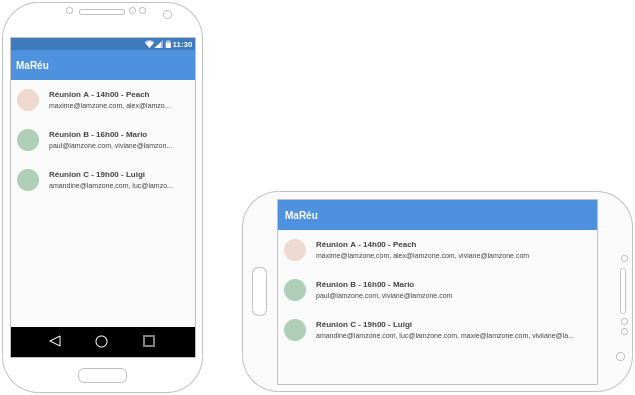 11:30
MaRéu
Réunion A - 14h00 - Peach
maxime@lamzone.com, alex@lamzo...
Réunion B - 16h00 - Mario
paul@lamzone.com, viviane@lamzon...
Réunion C - 19h00 - Luigi
amandine@lamzone.com, luc@lamzo...
MaRéu
Réunion A - 14h00 - Peach
maxime@lamzone.com, alex@lamzone.com, viviane@lamzone.com
Réunion B - 16h00 - Mario
paul@lamzone.com, viviane@lamzone.com
Réunion C - 19h00 - Luigi
amandine@lamzone.com, luc@lamzone.com, maxie@lamzone.com, viviiane@la...